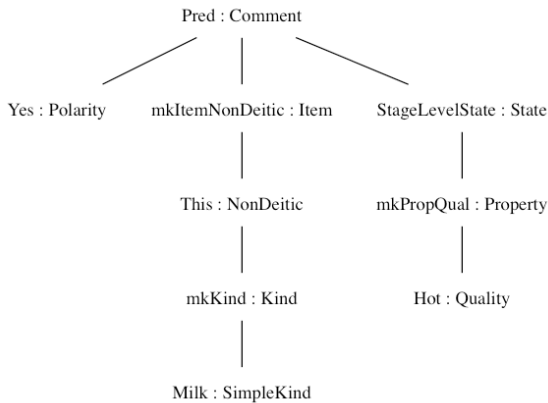 Pred : Comment
Yes : Polarity mkItemNonDeitic : Item StageLevelState : State
This : NonDeitic mkPropQual : Property
mkKind : Kind Hot : Quality
Milk : SimpleKind